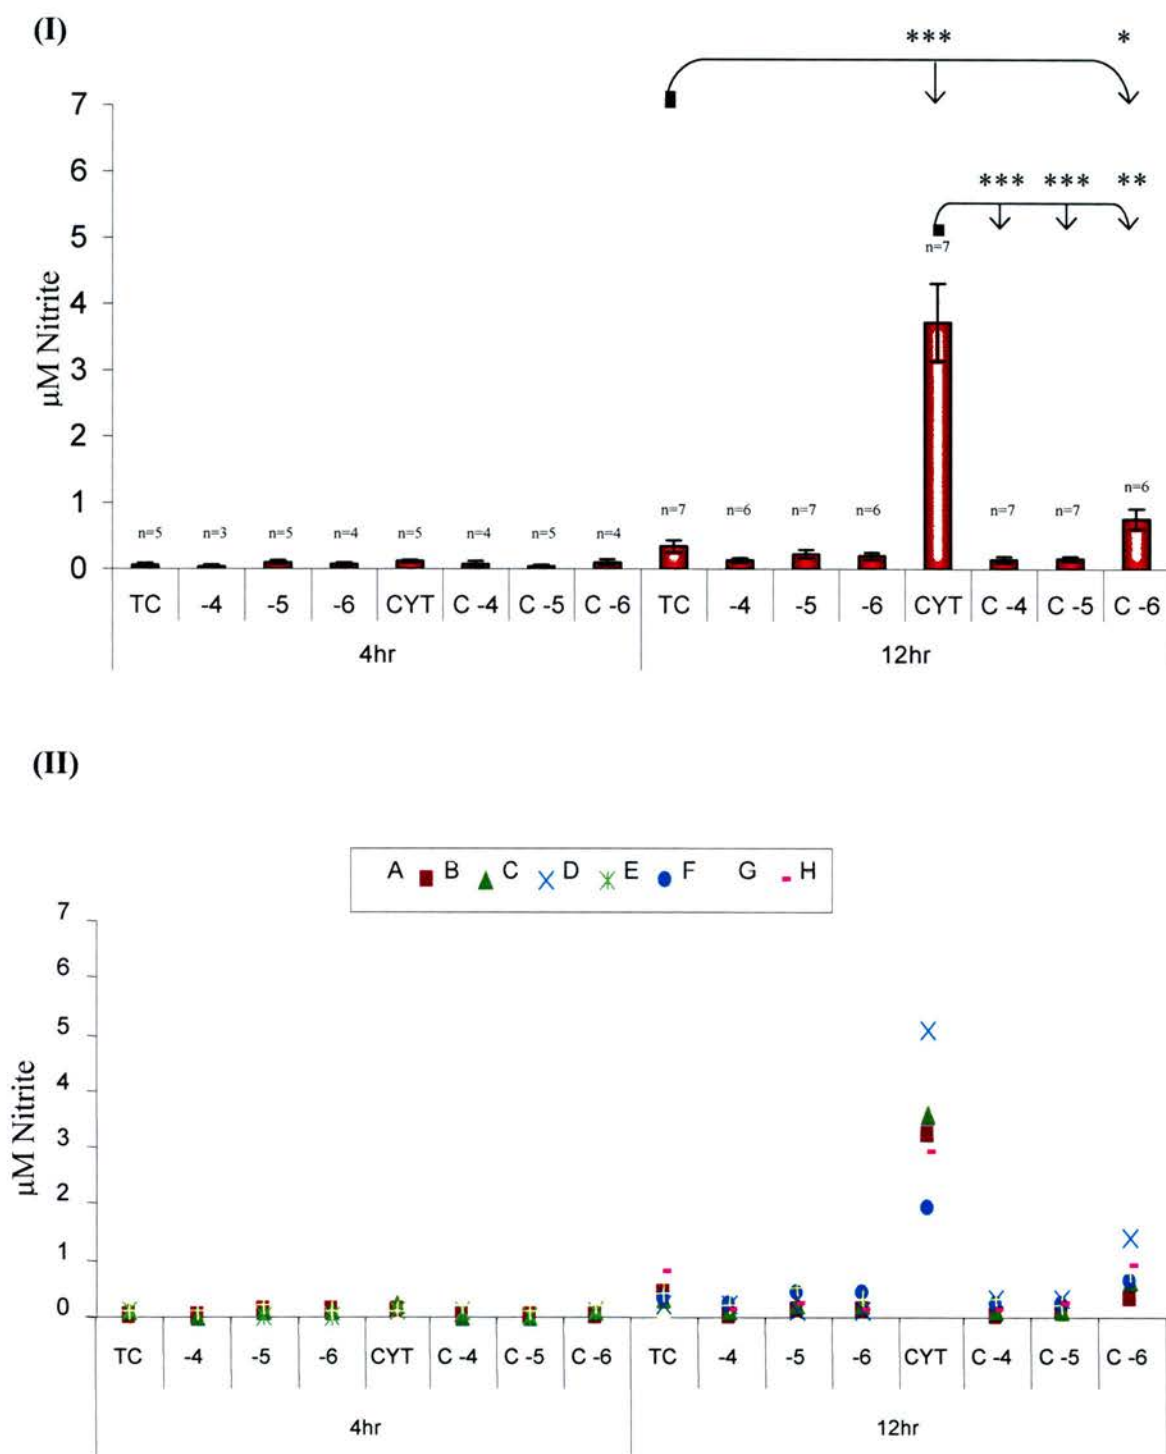 (I)
*** *
7
6
*** *** **
5
n=7
4
3
2
1
n=5 n=3 n=5 n=4 n=5 n=4 n=5 n=4 n=7 n=6 n=7 n=6 n=7 n=7 n=6
0
µM Nitrite
TC -4 -5 -6 CYT C -4 C -5 C -6 TC -4 -5 -6 CYT C -4 C -5 C -6
4hr 12hr
(II)
A B C D E F G H
7
6
5
4
3
2
1
0
µM Nitrite
TC -4 -5 -6 CYT C -4 C -5 C -6 TC -4 -5 -6 CYT C -4 C -5 C -6
4hr 12hr